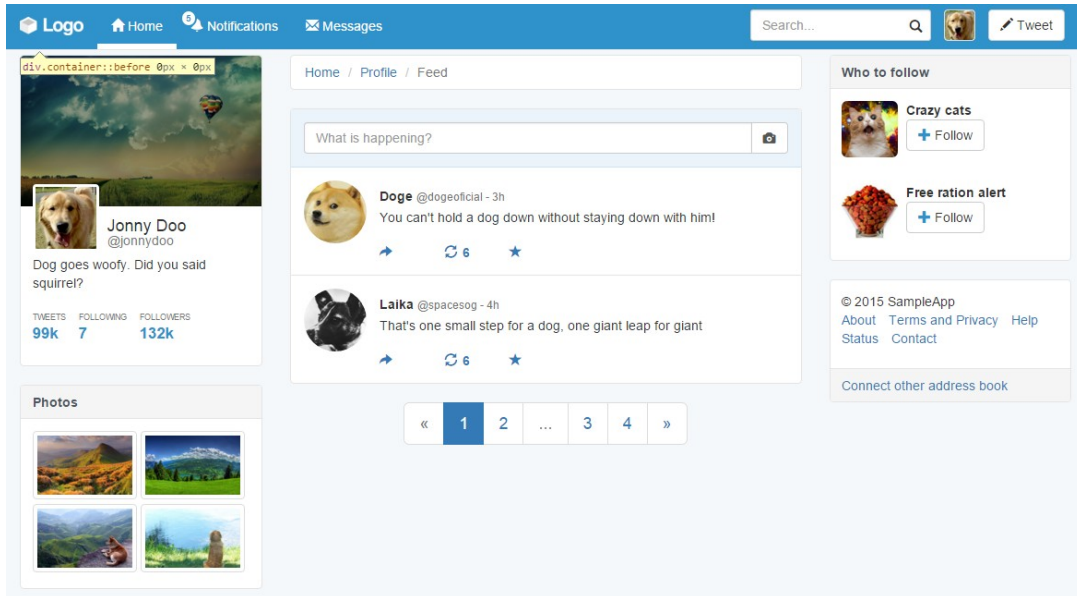 Logo
Home
5
Notifications
Messages
Search...
Tweet
div.container::before 0px × 0px
Jonny Doo
@jonnydoo
Dog goes woofy. Did you said
squirrel?
TWEETS FOLLOWING FOLLOWERS
99k 7 132k
Photos
Home / Profile / Feed
What is happening?
Doge @dogeoficial - 3h
You can't hold a dog down without staying down with him!
6
Laika @spacesog - 4h
That's one small step for a dog, one giant leap for giant
6
« 1 2 ... 3 4 »
Who to follow
Crazy cats
Follow
Free ration alert
Follow
© 2015 SampleApp
About Terms and Privacy Help
Status Contact
Connect other address book